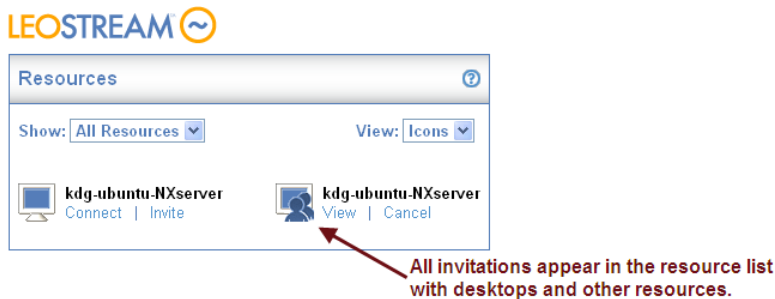 LEOSTREAM
Resources
Show: All Resources View: Icons
kdg-ubuntu-NXserver kdg-ubuntu-NXserver
Connect | Invite View | Cancel
All invitations appear in the resource list
with desktops and other resources.